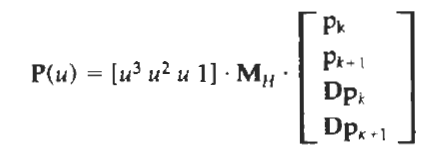 P(u) = [u³ u² u 1] · M_H · [
p_k
p_{k+1}
Dp_k
Dp_{k+1}
]